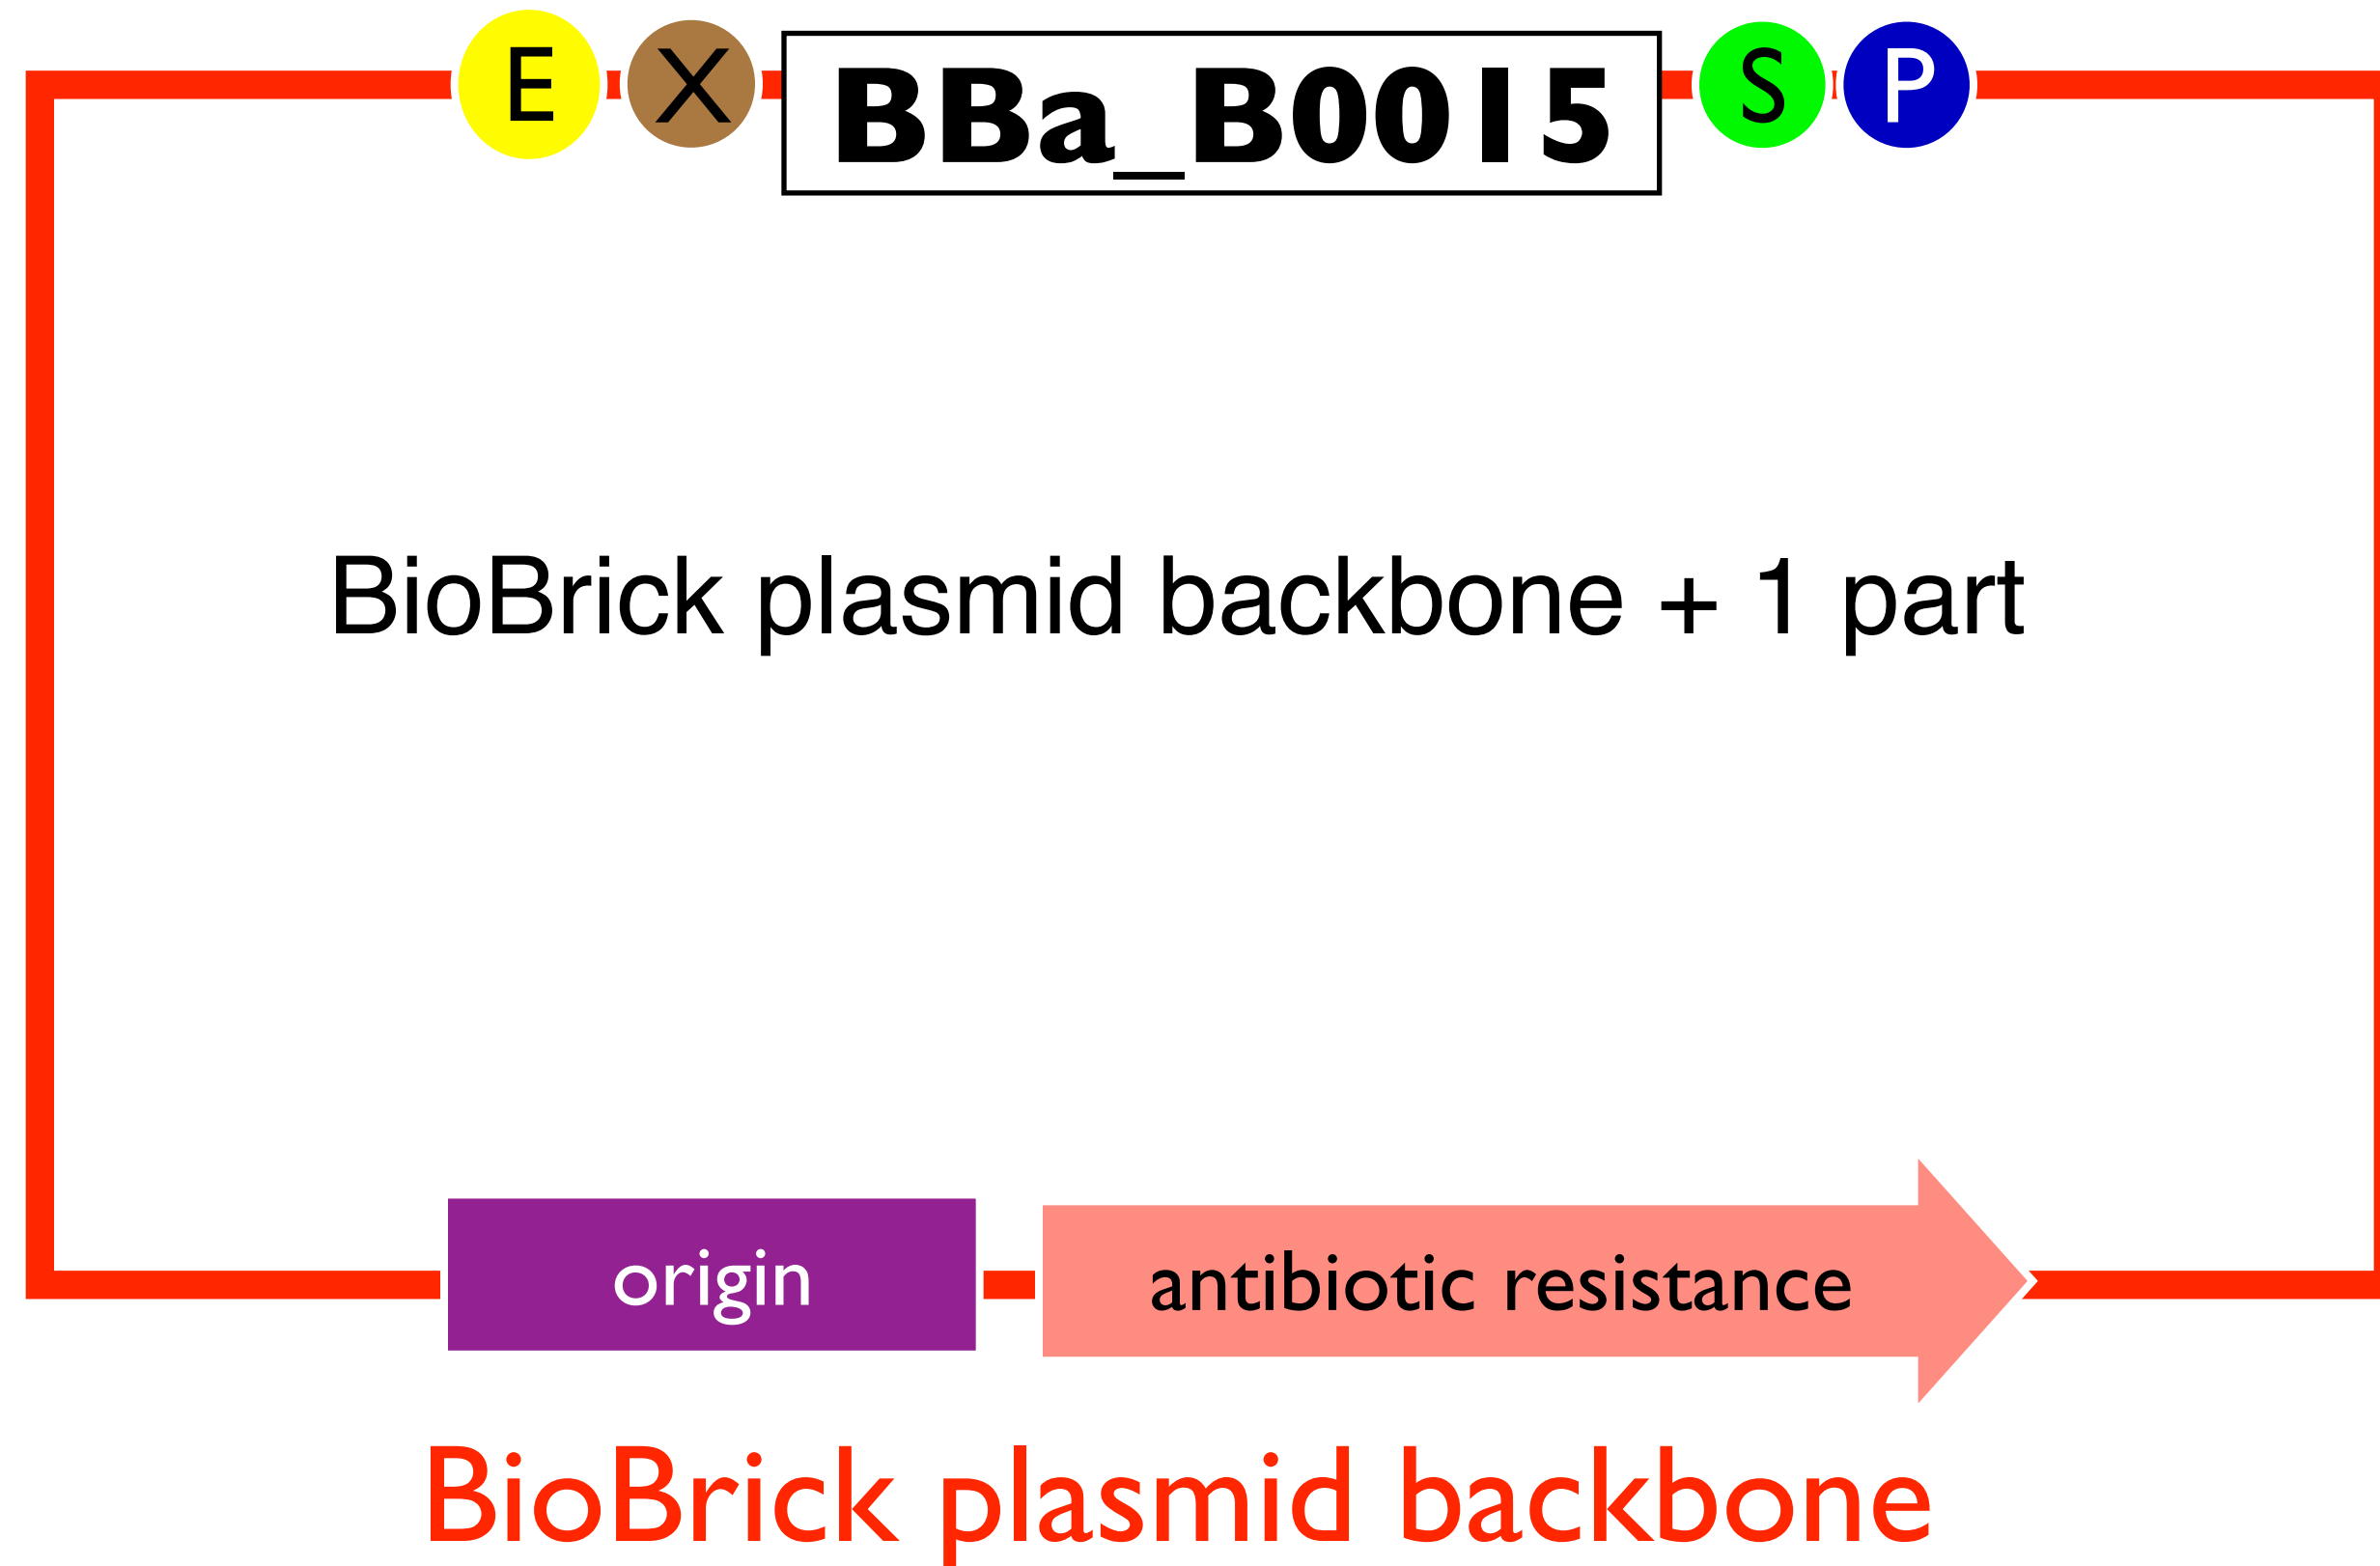 E X BBa_B0015 S P
BioBrick plasmid backbone + 1 part
origin antibiotic resistance
BioBrick plasmid backbone